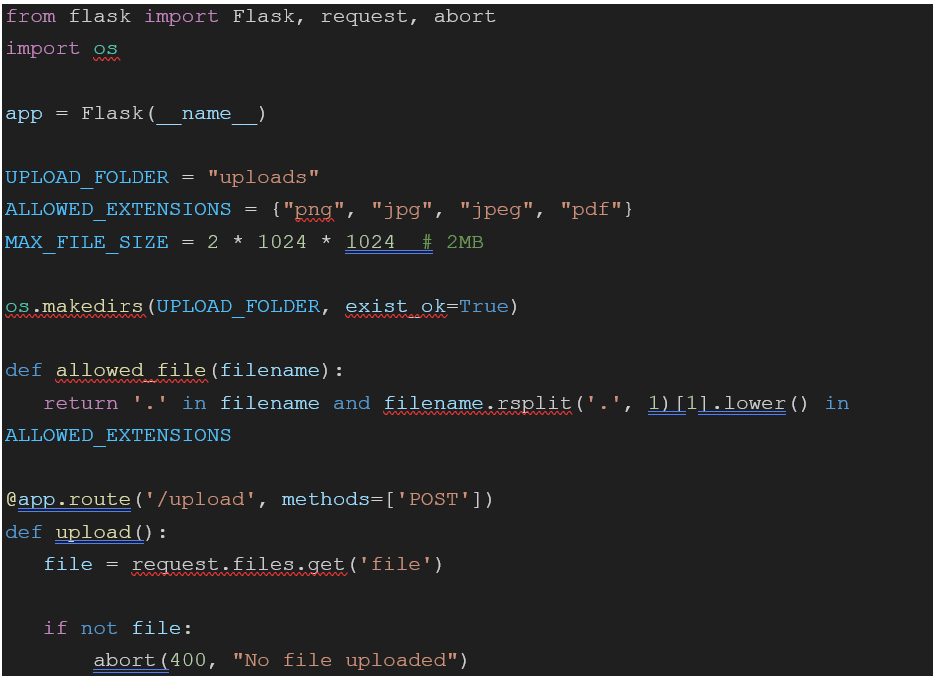 from flask import Flask, request, abort
import os
app = Flask(__name__)
UPLOAD_FOLDER = "uploads"
ALLOWED_EXTENSIONS = {"png", "jpg", "jpeg", "pdf"}
MAX_FILE_SIZE = 2 * 1024 * 1024  # 2MB
os.makedirs(UPLOAD_FOLDER, exist_ok=True)
def allowed_file(filename):
   return '.' in filename and filename.rsplit('.', 1)[1].lower() in
ALLOWED_EXTENSIONS
@app.route('/upload', methods=['POST'])
def upload():
   file = request.files.get('file')
   if not file:
       abort(400, "No file uploaded")